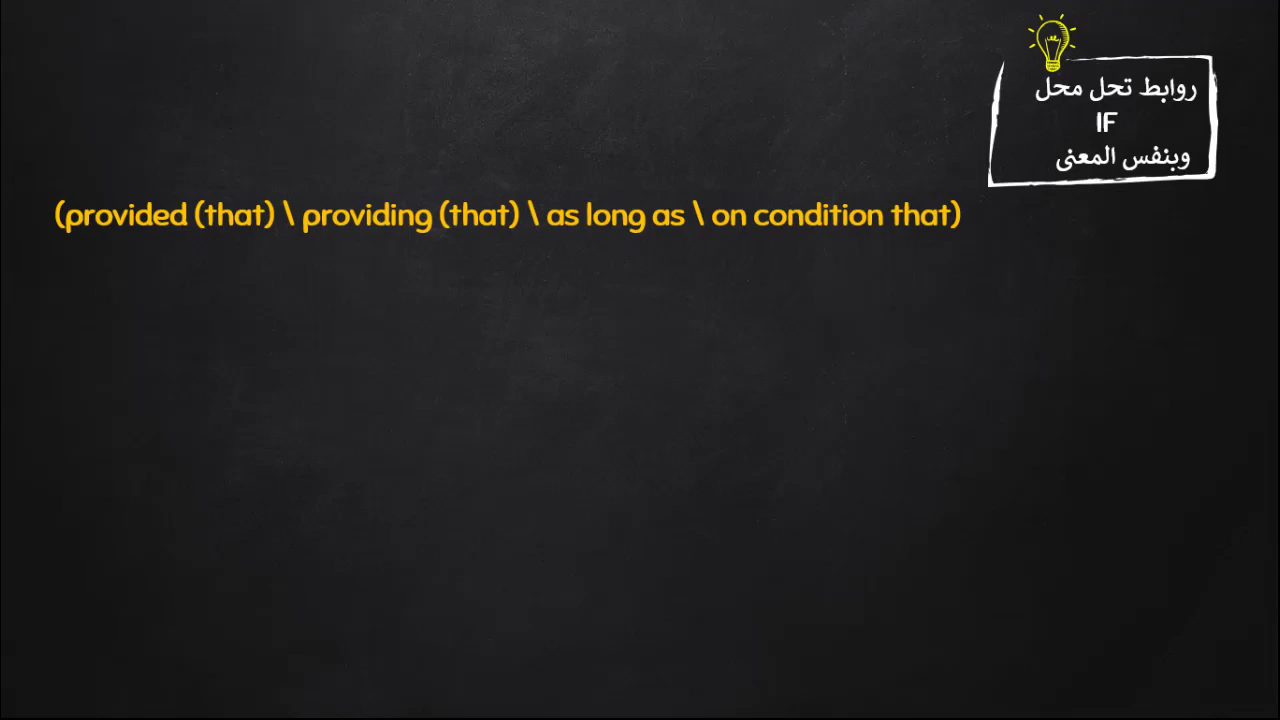 روابط تحل محل
IF
وبنفس المعنى
(provided (that) \ providing (that) \ as long as \ on condition that)